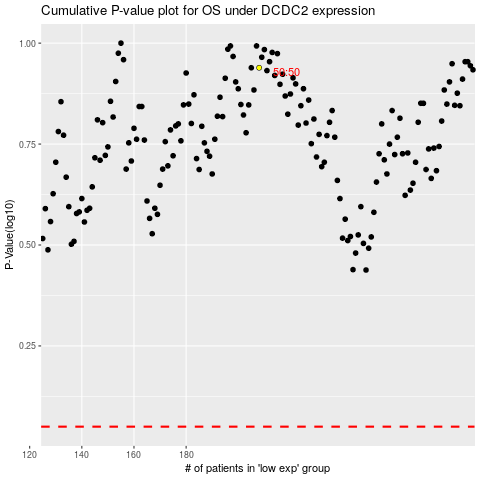 Cumulative P-value plot for OS under DCDC2 expression
P-Value(log10)
1.00
0.75
0.50
0.25
50:50
120 140 160 180
# of patients in 'low exp' group